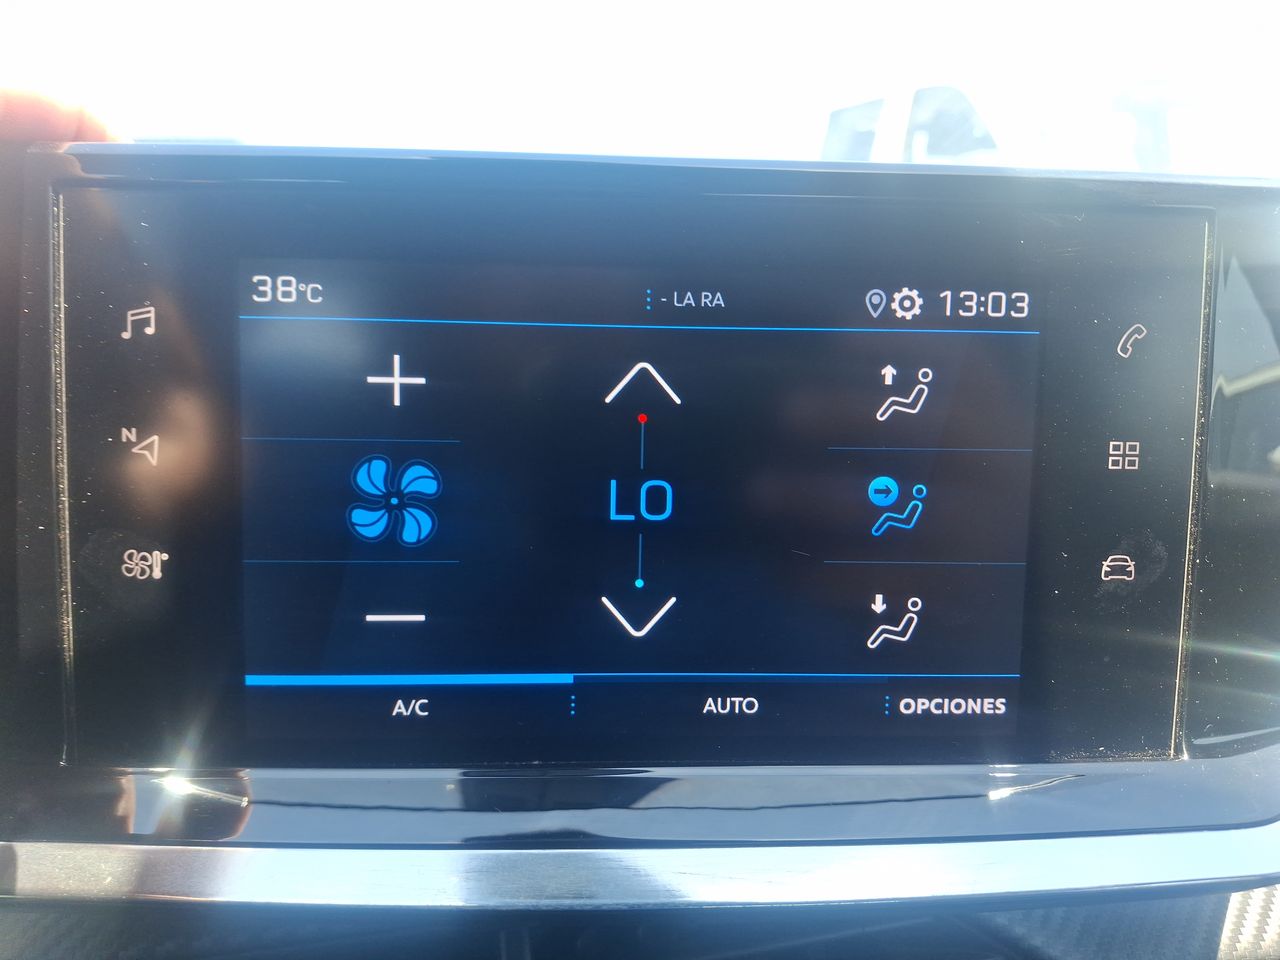 38°C
- LA RA
13:03
N
LO
A/C
AUTO
OPCIONES